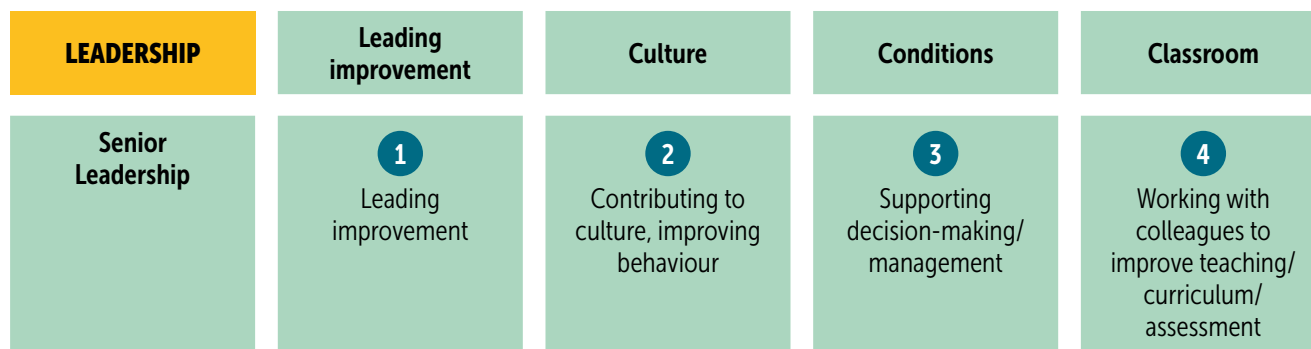 LEADERSHIP
Leading
improvement
Culture
Conditions
Classroom
Senior
Leadership
1
Leading
improvement
2
Contributing to
culture, improving
behaviour
3
Supporting
decision-making/
management
4
Working with
colleagues to
improve teaching/
curriculum/
assessment